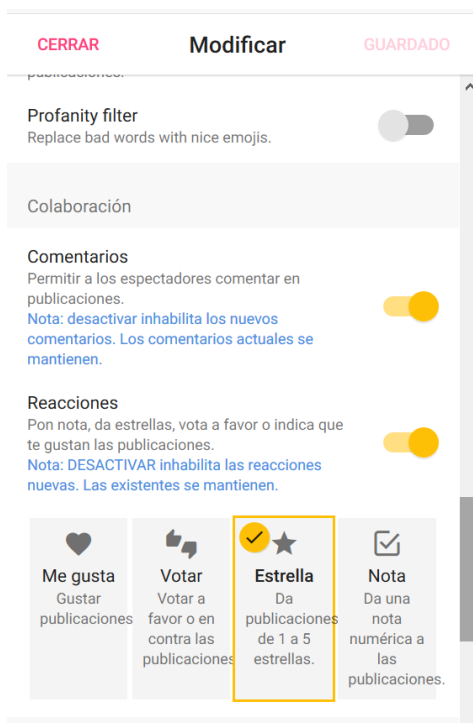 CERRAR Modificar GUARDADO
publicaciones.
Profanity filter
Replace bad words with nice emojis.
Colaboración
Comentarios
Permitir a los espectadores comentar en
publicaciones.
Nota: desactivar inhabilita los nuevos
comentarios. Los comentarios actuales se
mantienen.
Reacciones
Pon nota, da estrellas, vota a favor o indica que
te gustan las publicaciones.
Nota: DESACTIVAR inhabilita las reacciones
nuevas. Las existentes se mantienen.
Me gusta
Gustar
publicaciones
Votar
Votar a
favor o en
contra las
publicaciones
Estrella
Da
publicaciones
de 1 a 5
estrellas.
Nota
Da una
nota
numérica a
las
publicaciones.